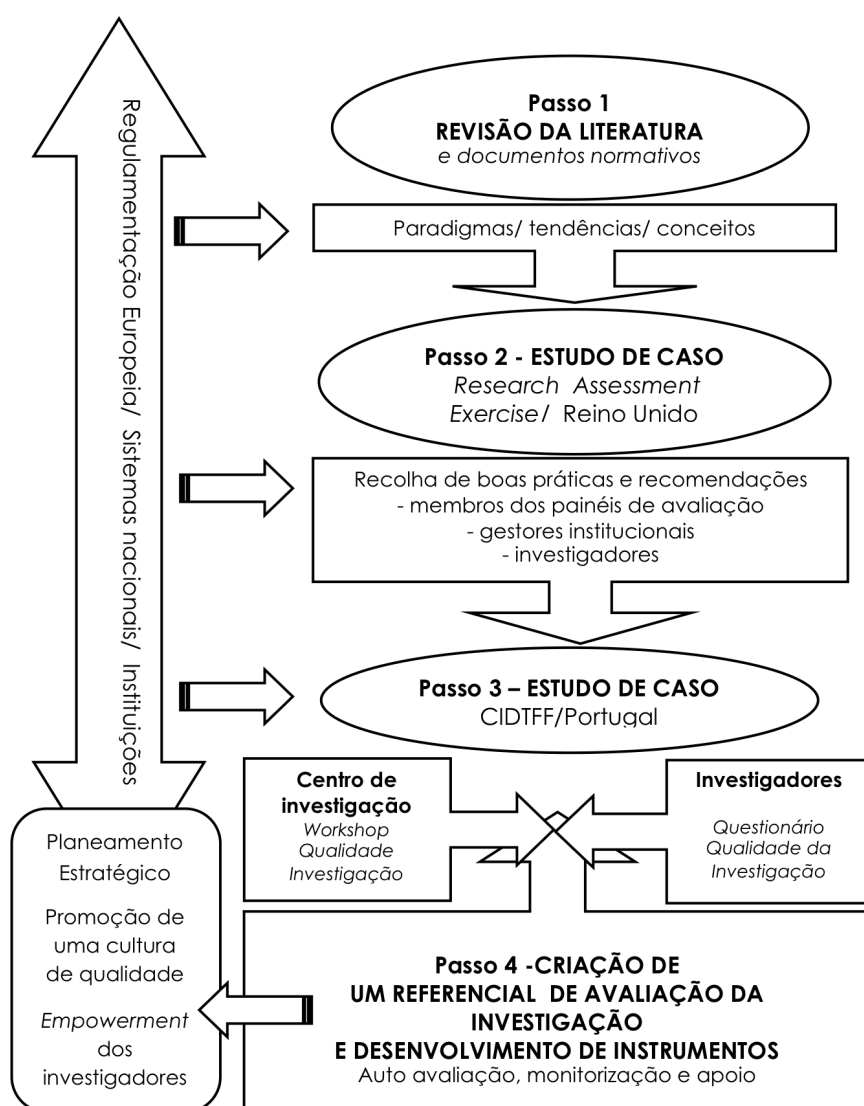 Regulamentação Europeia/ Sistemas nacionais/ Instituições
Passo 1
REVISÃO DA LITERATURA
e documentos normativos
Paradigmas/ tendências/ conceitos
Passo 2 - ESTUDO DE CASO
Research Assessment
Exercise/ Reino Unido
Recolha de boas práticas e recomendações
- membros dos painéis de avaliação
- gestores institucionais
- investigadores
Passo 3 – ESTUDO DE CASO
CIDTFF/Portugal
Centro de
investigação
Workshop
Qualidade
Investigação
Investigadores
Questionário
Qualidade da
Investigação
Planeamento
Estratégico
Promoção de
uma cultura
de qualidade
Empowerment
dos
investigadores
Passo 4 -CRIAÇÃO DE
UM REFERENCIAL DE AVALIAÇÃO DA
INVESTIGAÇÃO
E DESENVOLVIMENTO DE INSTRUMENTOS
Auto avaliação, monitorização e apoio